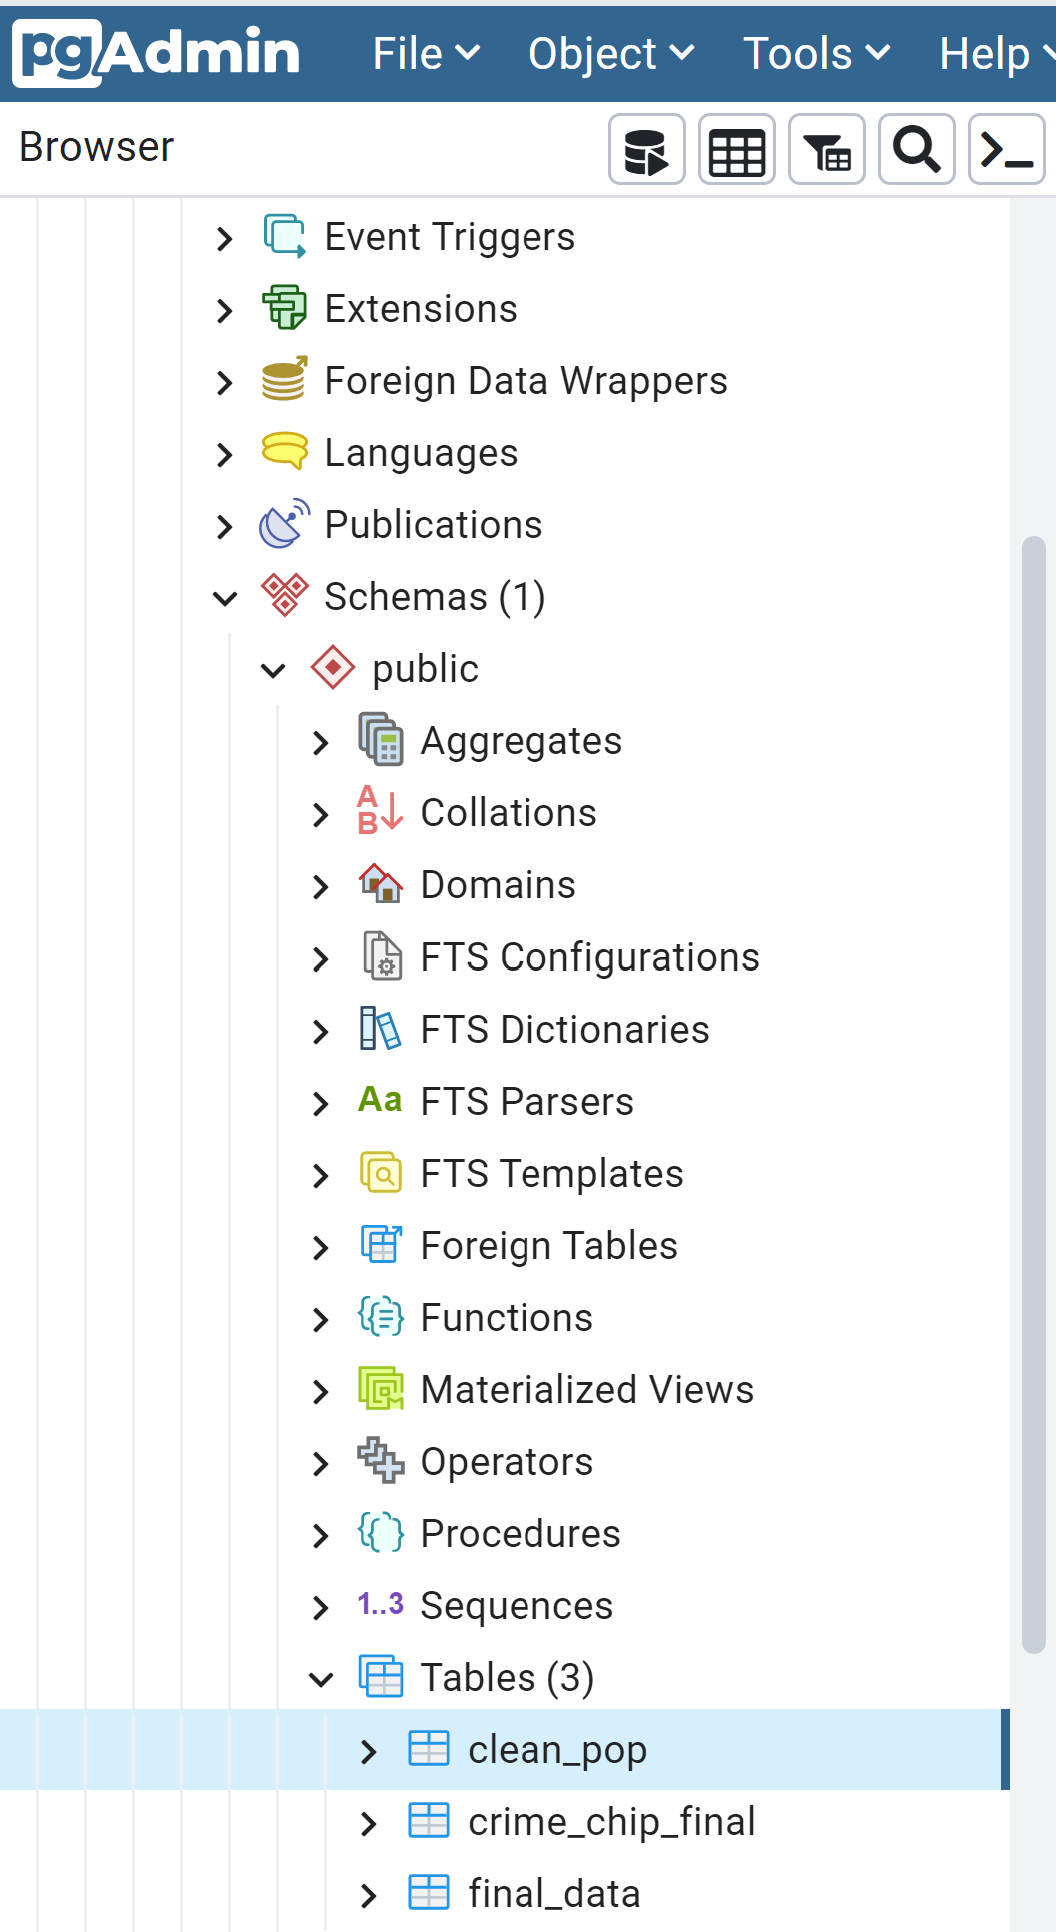 pgAdmin File Object Tools Help
Browser
Event Triggers
Extensions
Foreign Data Wrappers
Languages
Publications
Schemas (1)
public
Aggregates
A
B
Collations
Domains
FTS Configurations
FTS Dictionaries
Aa FTS Parsers
FTS Templates
Foreign Tables
Functions
Materialized Views
Operators
Procedures
1..3 Sequences
Tables (3)
clean_pop
crime_chip_final
final_data